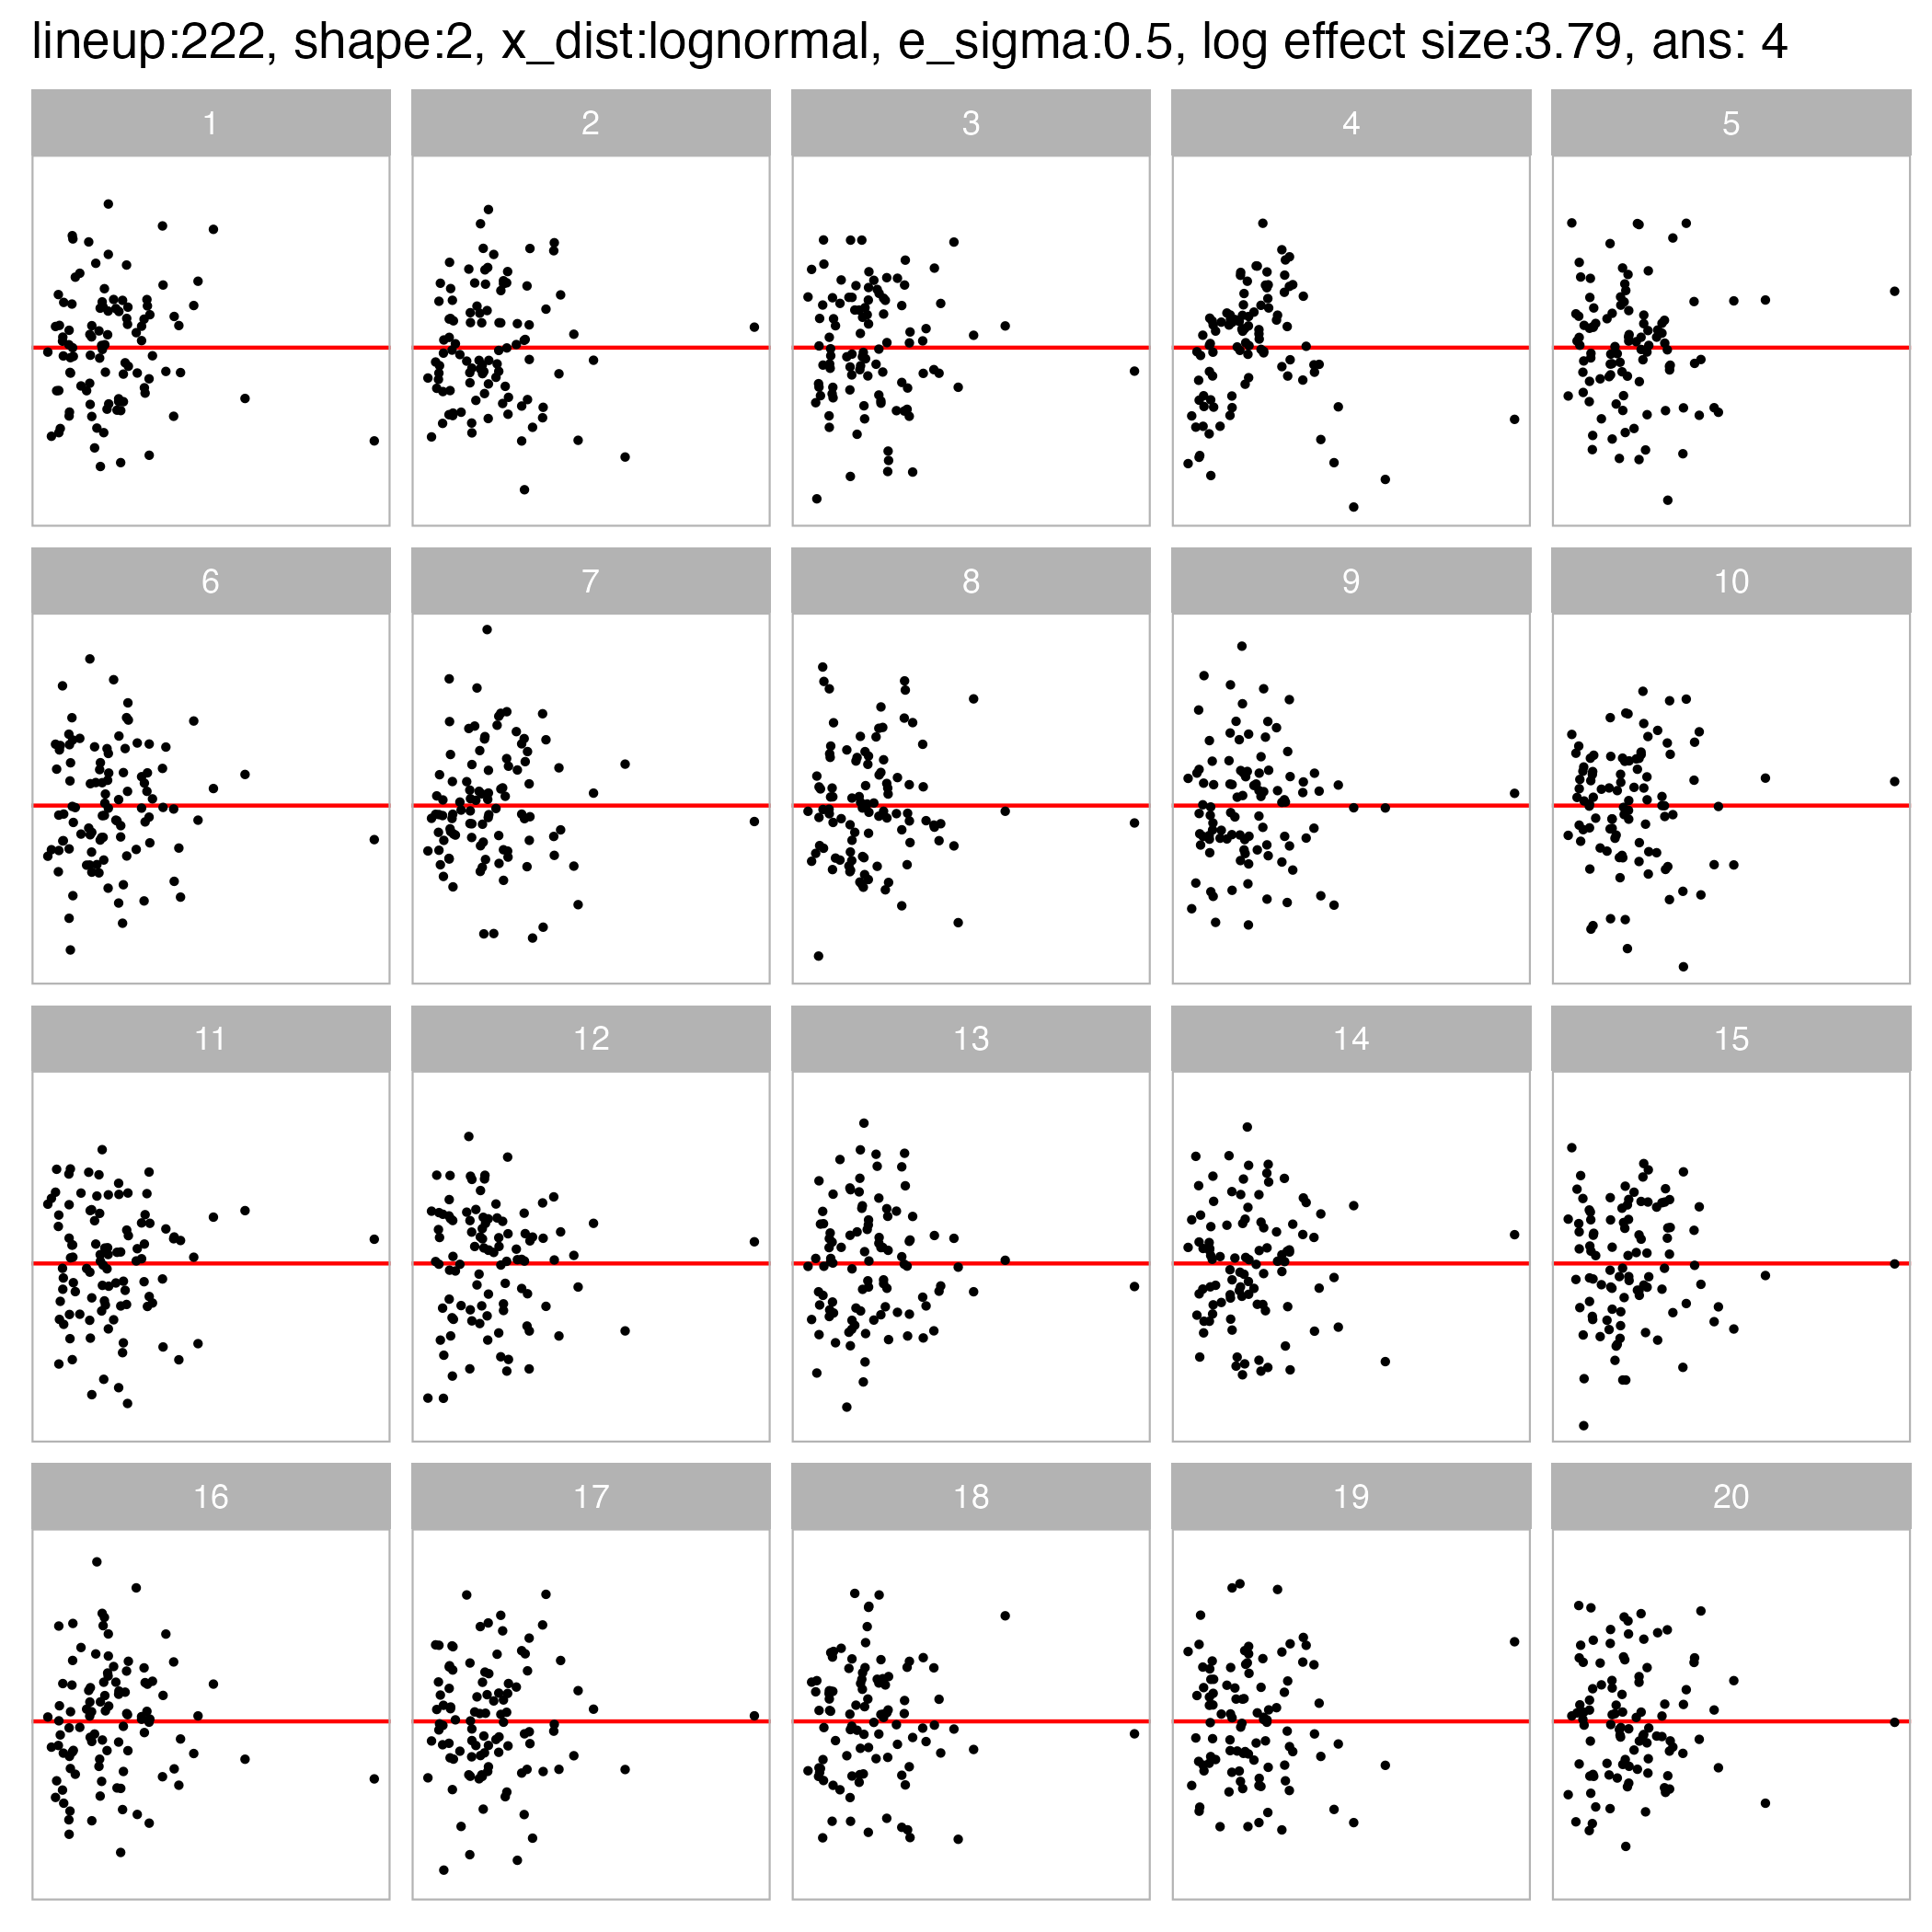 lineup:222, shape:2, x_dist:lognormal, e_sigma:0.5, log effect size:3.79, ans: 4
1 2 3 4 5
6 7 8 9 10
11 12 13 14 15
16 17 18 19 20